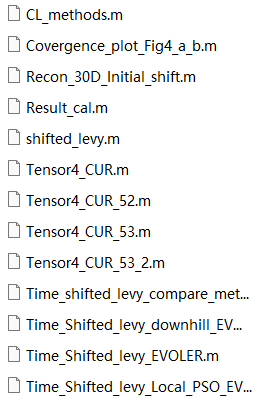 CL_methods.m
Covergence_plot_Fig4_a_b.m
Recon_30D_Initial_shift.m
Result_cal.m
shifted_levy.m
Tensor4_CUR.m
Tensor4_CUR_52.m
Tensor4_CUR_53.m
Tensor4_CUR_53_2.m
Time_shifted_levy_compare_met...
Time_Shifted_levy_downhill_EV...
Time_Shifted_levy_EVOLER.m
Time_Shifted_levy_Local_PSO_EV...